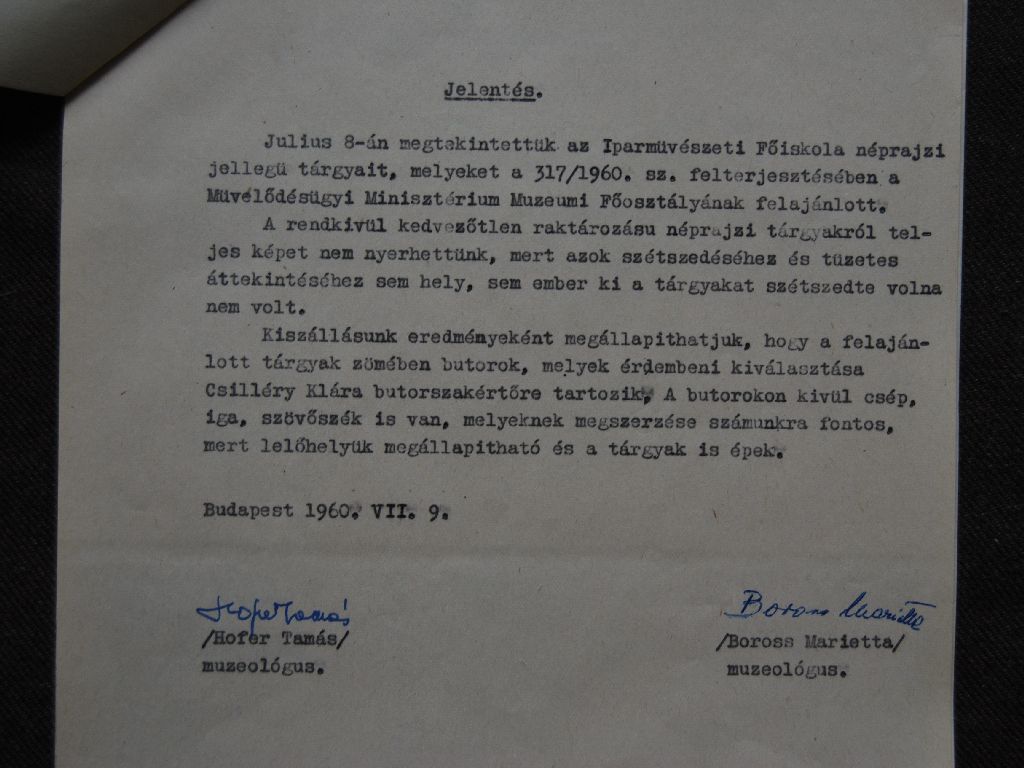 Jelentés.
Julius 8-án megtekintettük az Iparmüvészeti Főiskola néprajzi
jellegü tárgyait, melyeket a 317/1960. sz. felterjesztésében a
Müvelődésügyi Minisztérium Muzeumi Főosztályának felajánlott.
A rendkivül kedvezőtlen raktározásu néprajzi tárgyakról tel-
jes képet nem nyerhettünk, mert azok szétszedéséhez és tüzetes
áttekintéséhez sem hely, sem ember ki a tárgyakat szétszedte volna
nem volt.
Kiszállásunk eredményeként megállapithatjuk, hogy a felaján-
lott tárgyak zömében butorok, melyek érdembeni kiválasztása
Csilléry Klára butorszakértőre tartozik. A butorokon kivül csép,
iga, szövőszék is van, melyeknek megszerzése számunkra fontos,
mert lelőhelyük megállapitható és a tárgyak is épek.
Budapest 1960. VII. 9.
Hofer Tamás
Boross Marietta
/Hofer Tamás/
/Boross Marietta/
muzeológus.
muzeológus.